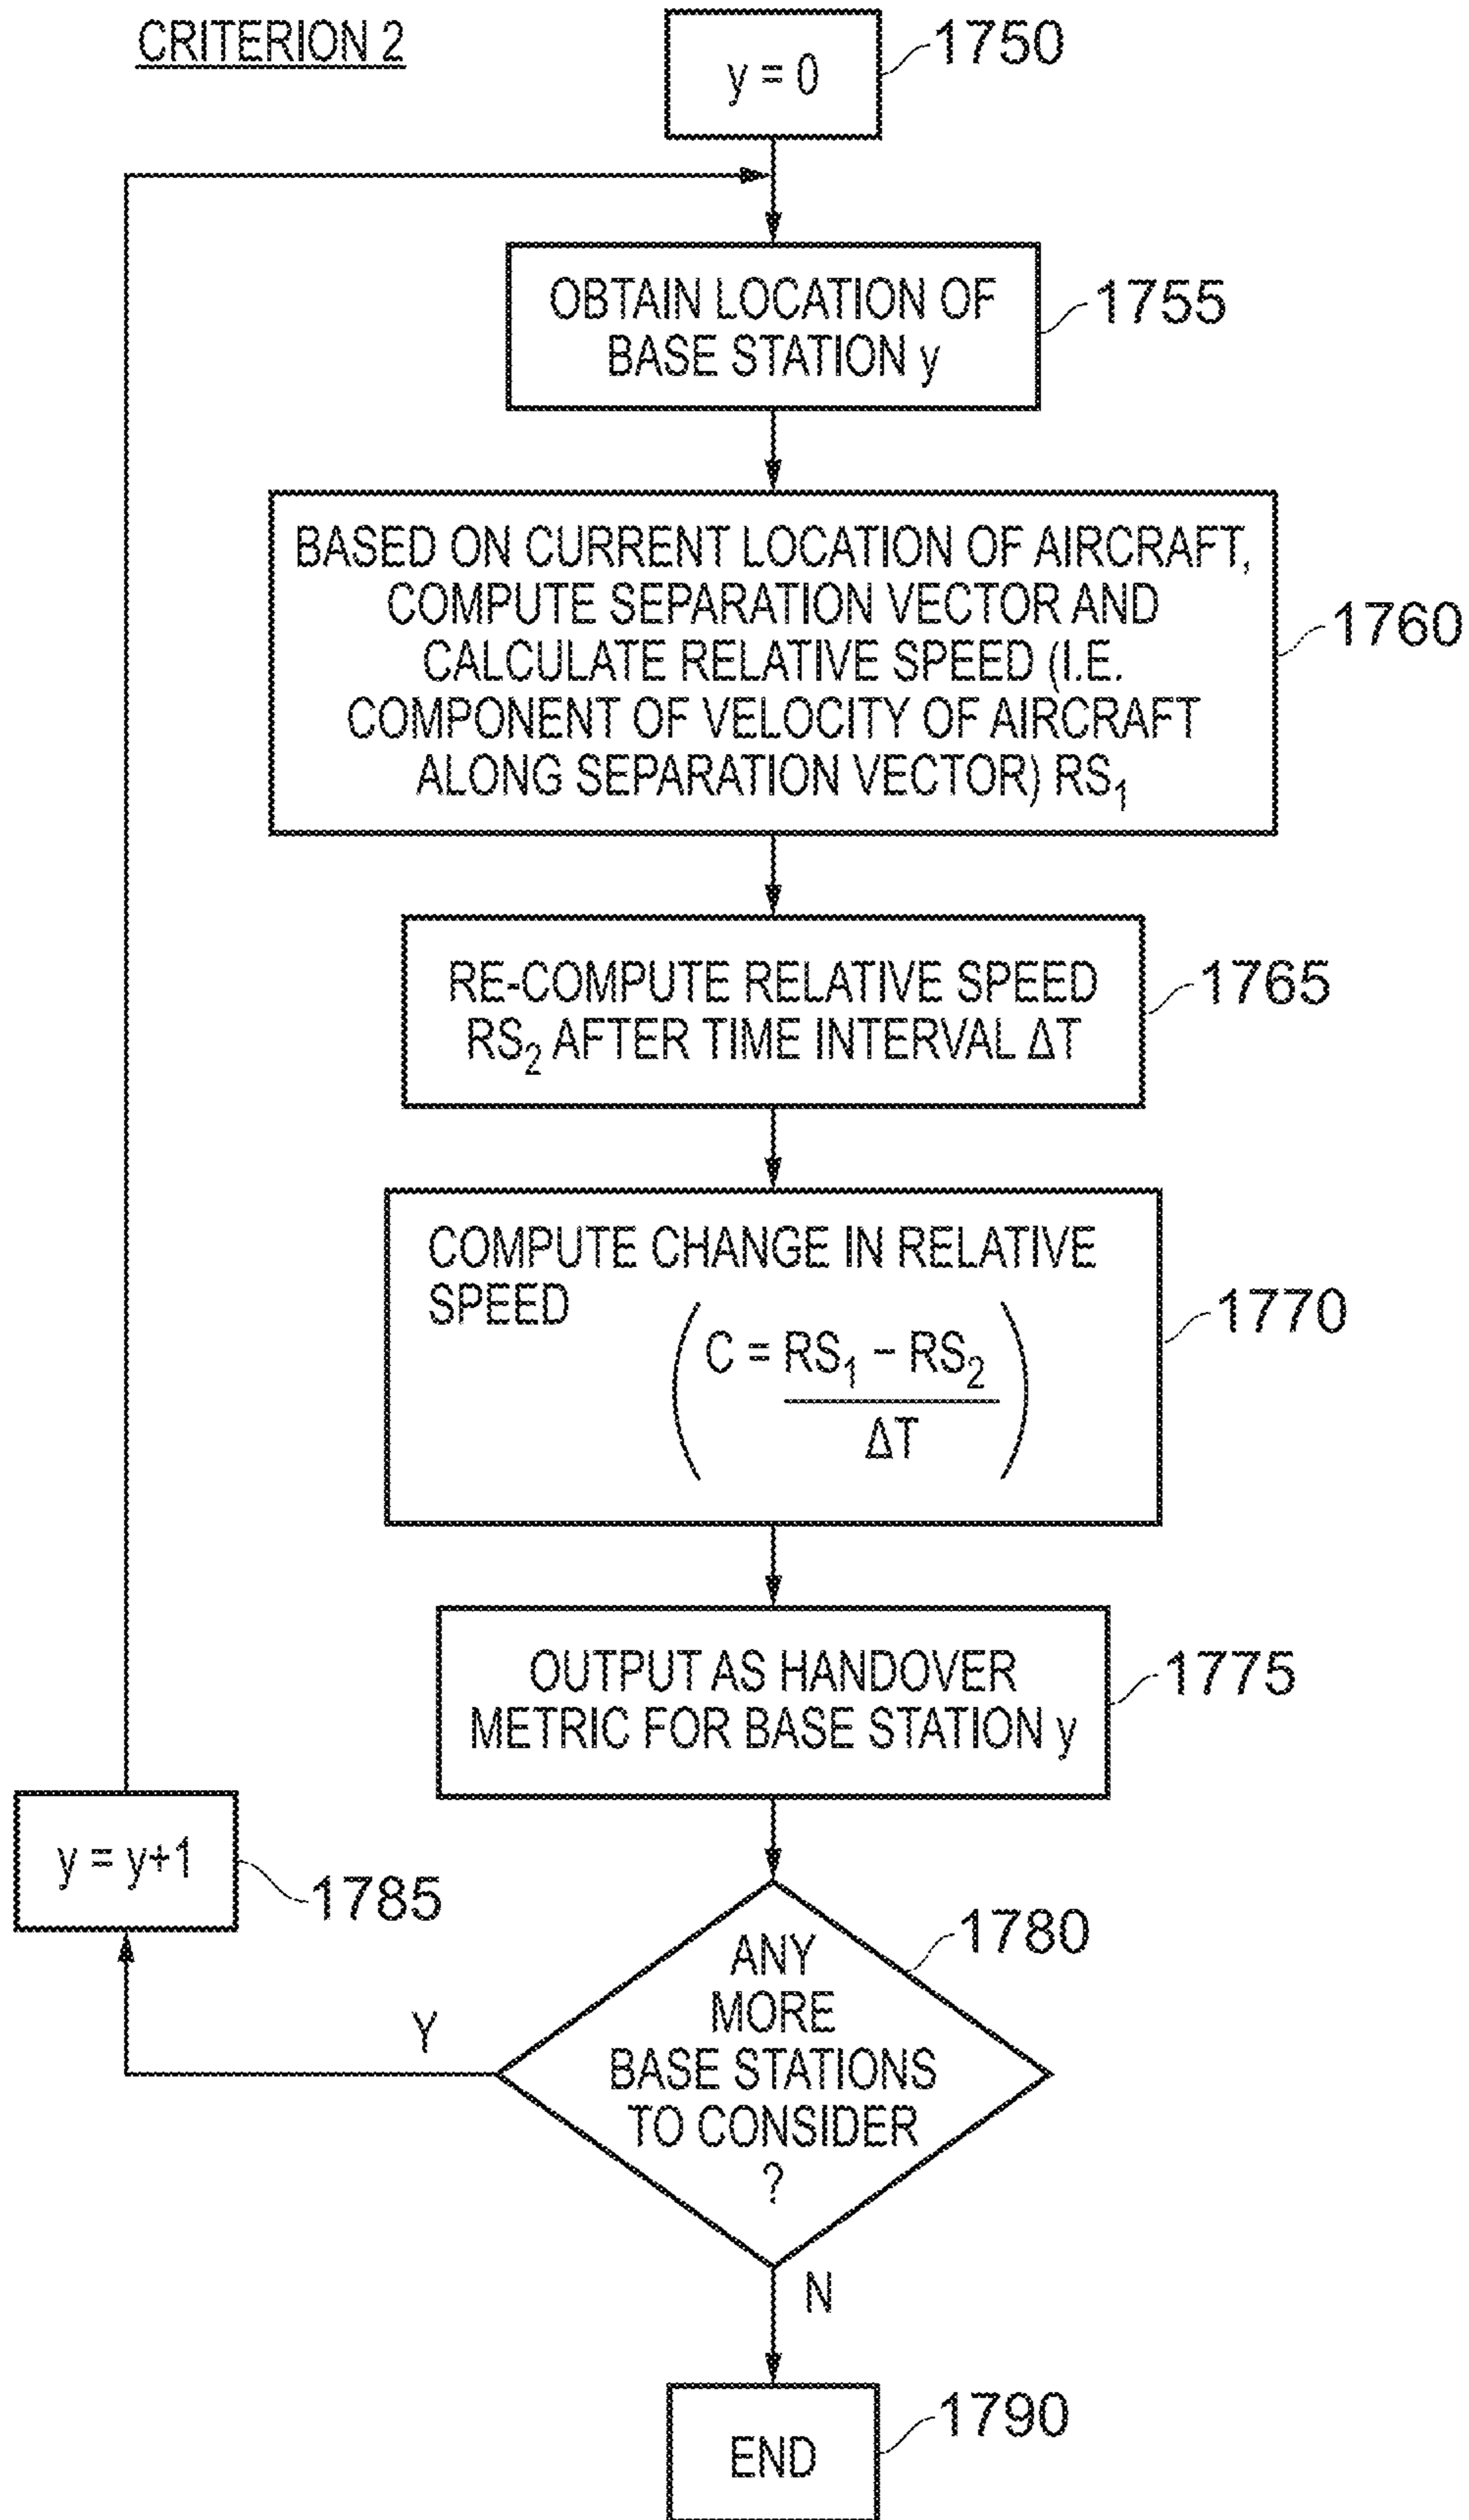 CRITERION 2
y = 0
1750
OBTAIN LOCATION OF
BASE STATION y
1755
BASED ON CURRENT LOCATION OF AIRCRAFT,
COMPUTE SEPARATION VECTOR AND
CALCULATE RELATIVE SPEED (I.E.
COMPONENT OF VELOCITY OF AIRCRAFT
ALONG SEPARATION VECTOR) RS₁
1760
RE-COMPUTE RELATIVE SPEED
RS₂ AFTER TIME INTERVAL ΔT
1765
COMPUTE CHANGE IN RELATIVE
SPEED
C = RS₁ – RS₂
ΔT
1770
OUTPUT AS HANDOVER
METRIC FOR BASE STATION y
1775
y = y+1
1785
ANY
MORE
BASE STATIONS
TO CONSIDER
?
1780
Y
N
END
1790